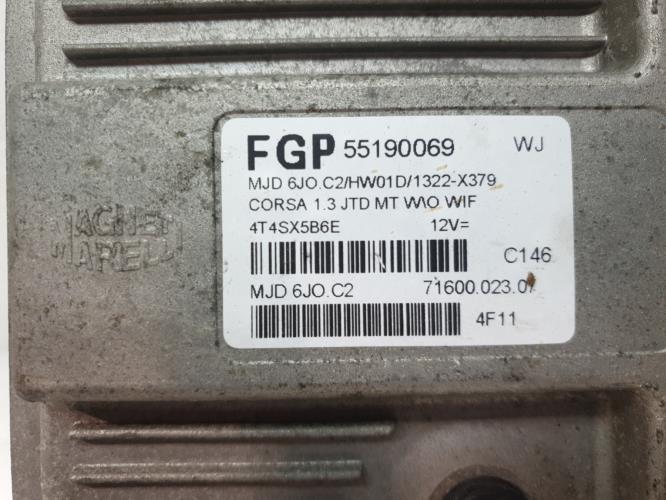 FGP 55190069 WJ
MJD 6JO.C2/HW01D/1322-X379
CORSA 1.3 JTD MT W\O WIF
4T4SX5B6E 12V=
C146
MJD 6JO.C2 71600.023.07
4F11
MAGNETI
MARELLI